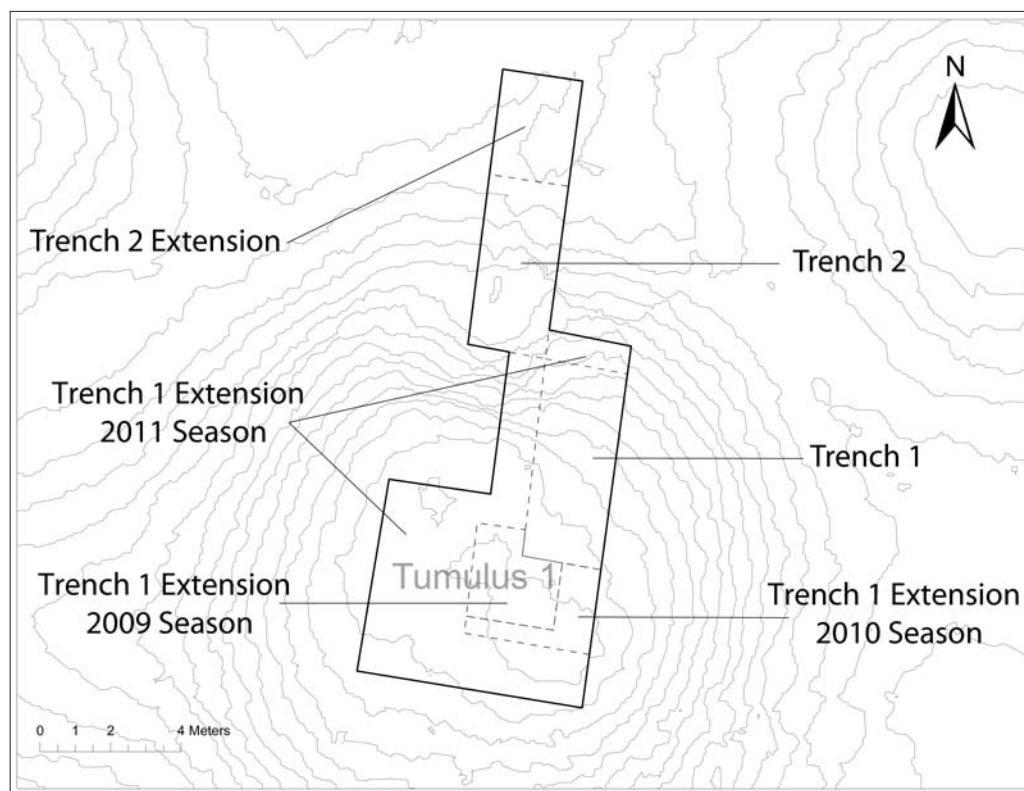 N
Trench 2 Extension
Trench 2
Trench 1 Extension
2011 Season
Trench 1
Tumulus 1
Trench 1 Extension
2009 Season
Trench 1 Extension
2010 Season
0 1 2 4 Meters